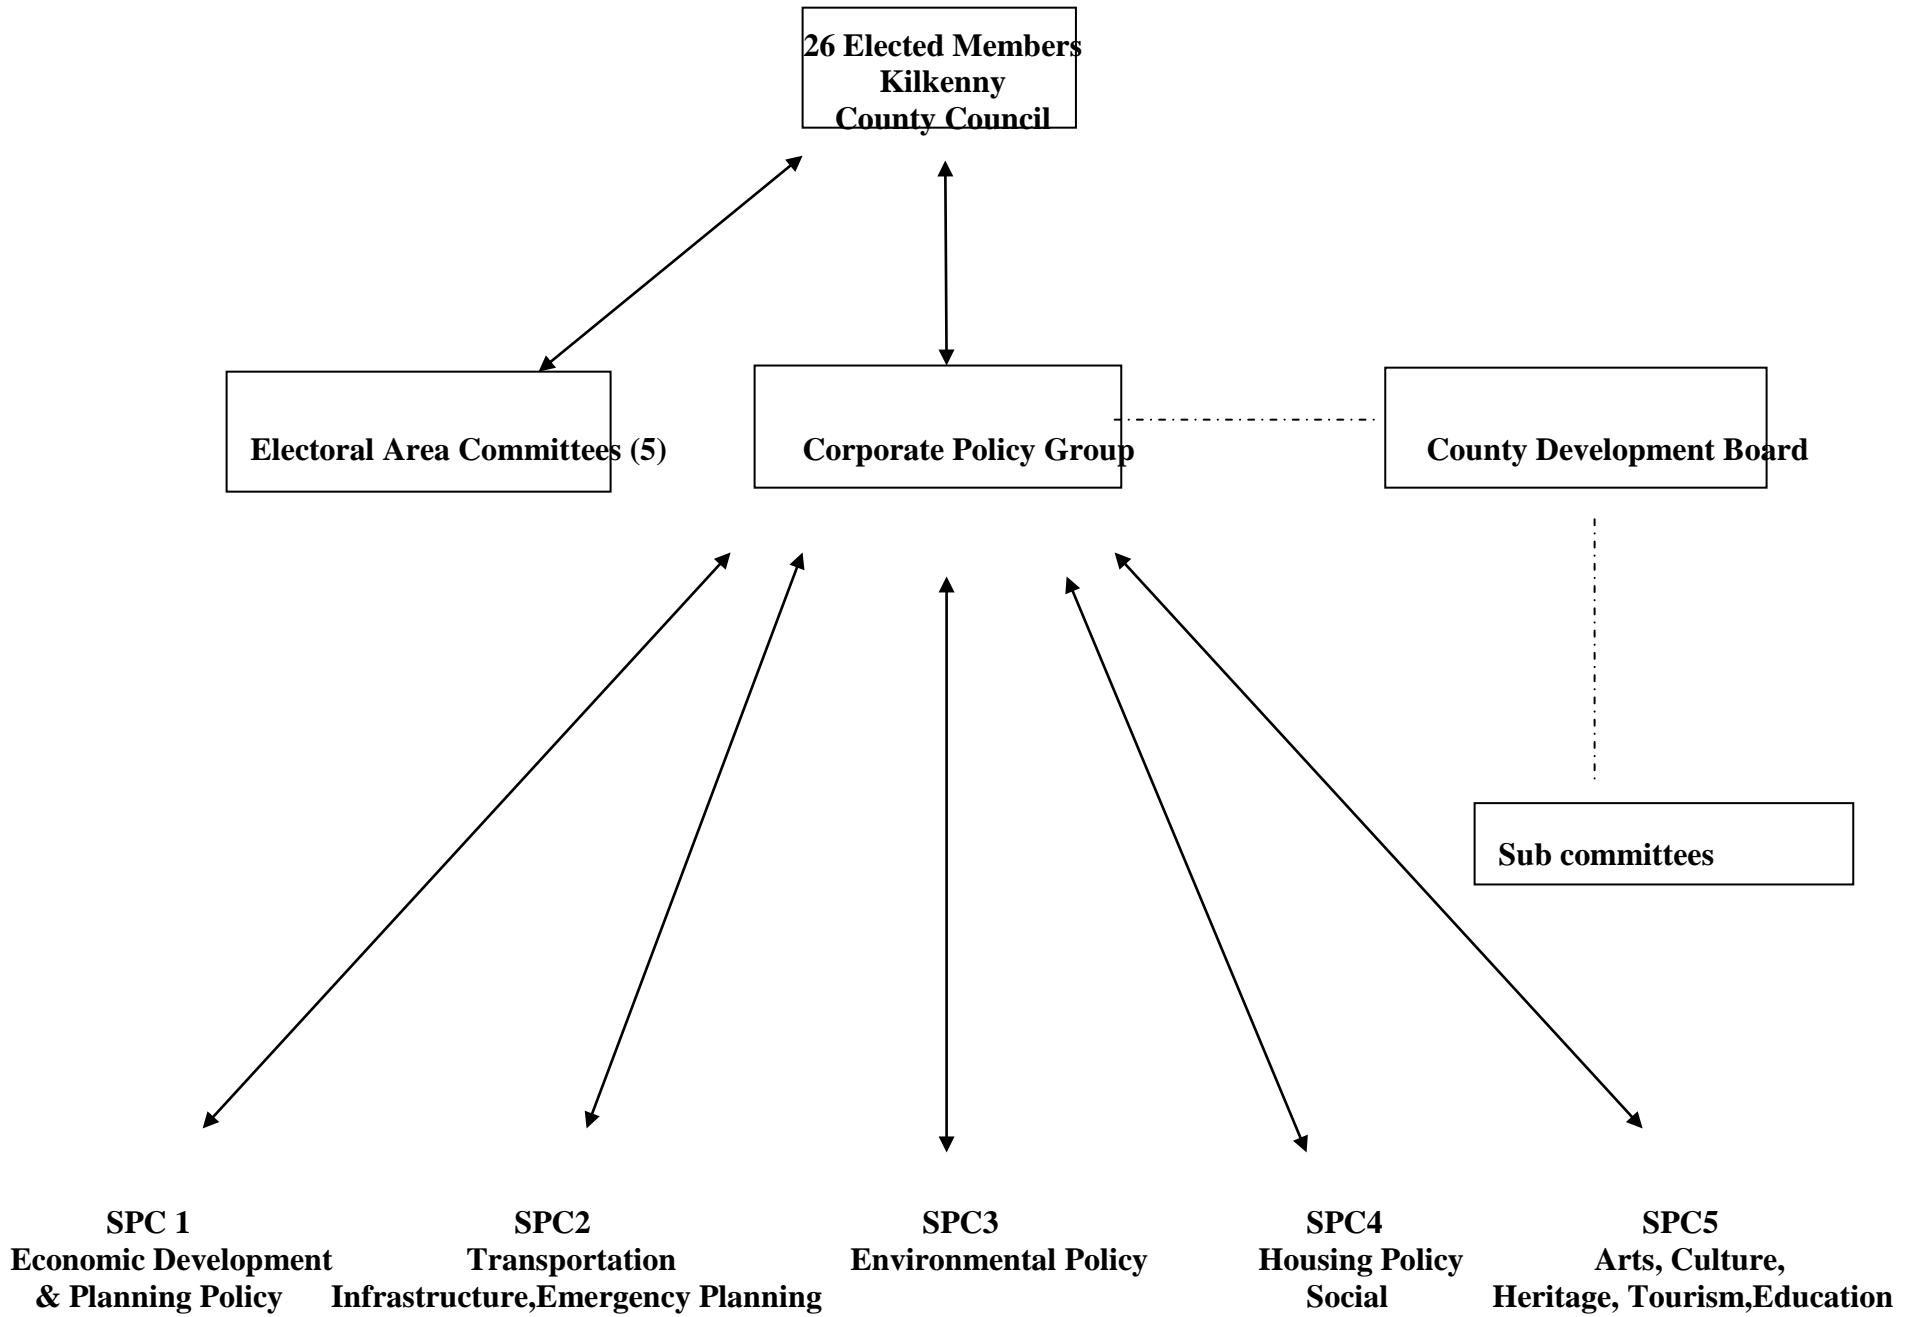 26 Elected Members
Kilkenny
County Council
Electoral Area Committees (5)
Corporate Policy Group
County Development Board
Sub committees
SPC 1
Economic Development
& Planning Policy
SPC2
Transportation
Infrastructure,Emergency Planning
SPC3
Environmental Policy
SPC4
Housing Policy
Social
SPC5
Arts, Culture,
Heritage, Tourism,Education